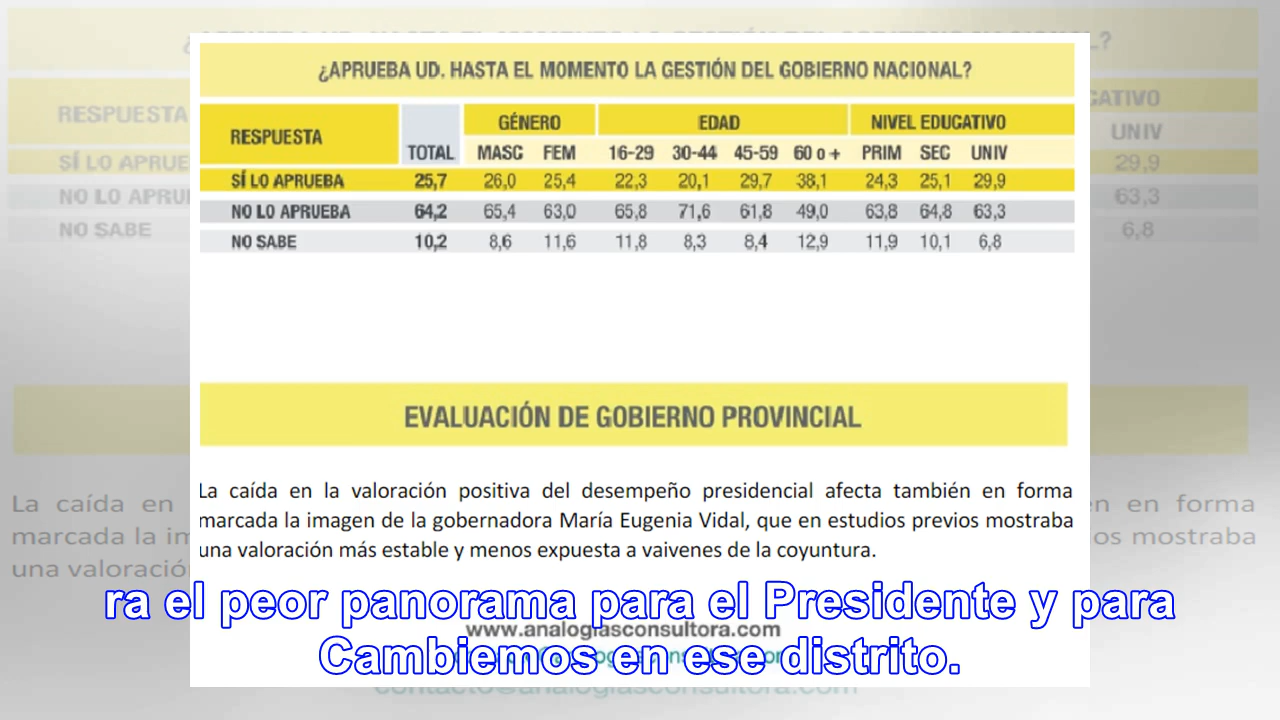 ¿APRUEBA UD. HASTA EL MOMENTO LA GESTIÓN DEL GOBIERNO NACIONAL?
RESPUESTA TOTAL GÉNERO EDAD NIVEL EDUCATIVO
MASC FEM 16-29 30-44 45-59 60 o + PRIM SEC UNIV
SÍ LO APRUEBA 25,7 26,0 25,4 22,3 20,1 29,7 38,1 24,3 25,1 29,9
NO LO APRUEBA 64,2 65,4 63,0 65,8 71,6 61,8 49,0 63,8 64,8 63,3
NO SABE 10,2 8,6 11,6 11,8 8,3 8,4 12,9 11,9 10,1 6,8
EVALUACIÓN DE GOBIERNO PROVINCIAL
La caída en la valoración positiva del desempeño presidencial afecta también en forma
marcada la imagen de la gobernadora María Eugenia Vidal, que en estudios previos mostraba
una valoración más estable y menos expuesta a vaivenes de la coyuntura.
ra el peor panorama para el Presidente y para
www.analogiasconsultora.com
Cambiemos en ese distrito.